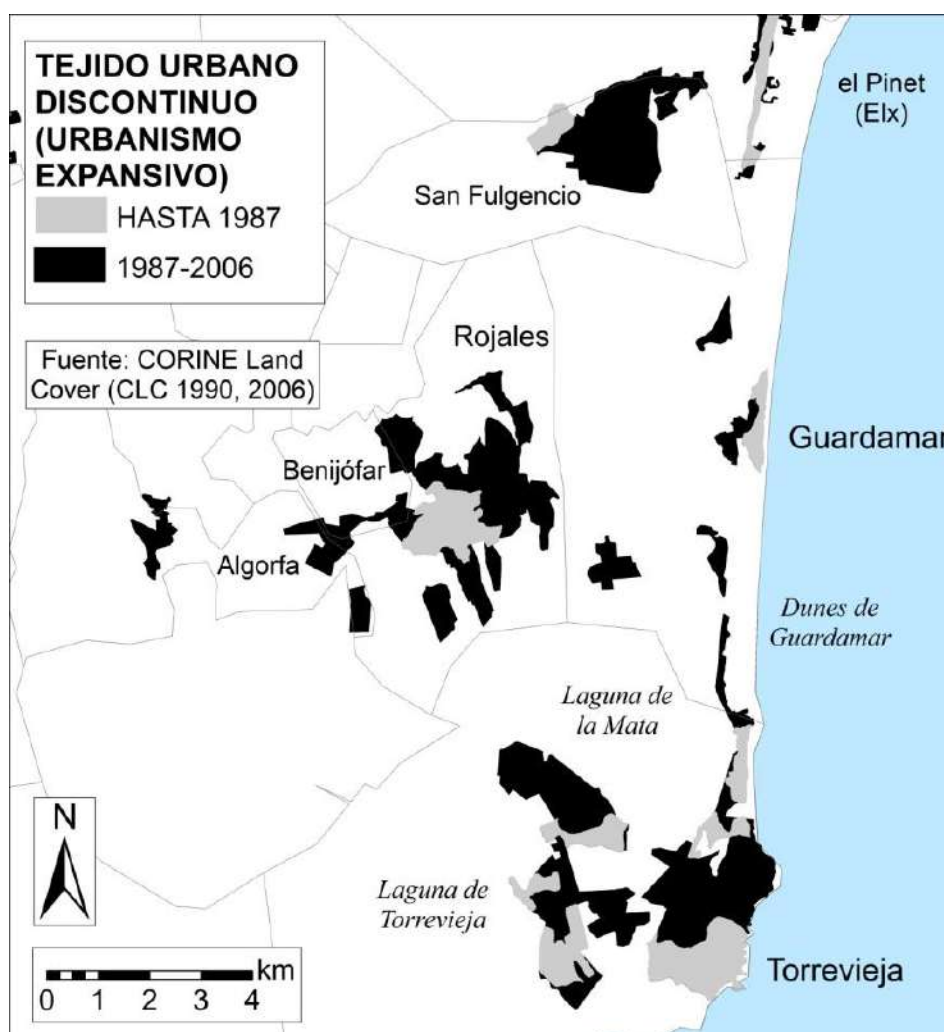 TEJIDO URBANO
DISCONTINUO
(URBANISMO
EXPANSIVO)
HASTA 1987
1987-2006
Fuente: CORINE Land
Cover (CLC 1990, 2006)
el Pinet
(Elx)
San Fulgencio
Rojales
Guardamar
Benijófar
Algorfa
Dunes de
Guardamar
Laguna de
la Mata
Laguna de
Torrevieja
Torrevieja
N
km
0 1 2 3 4